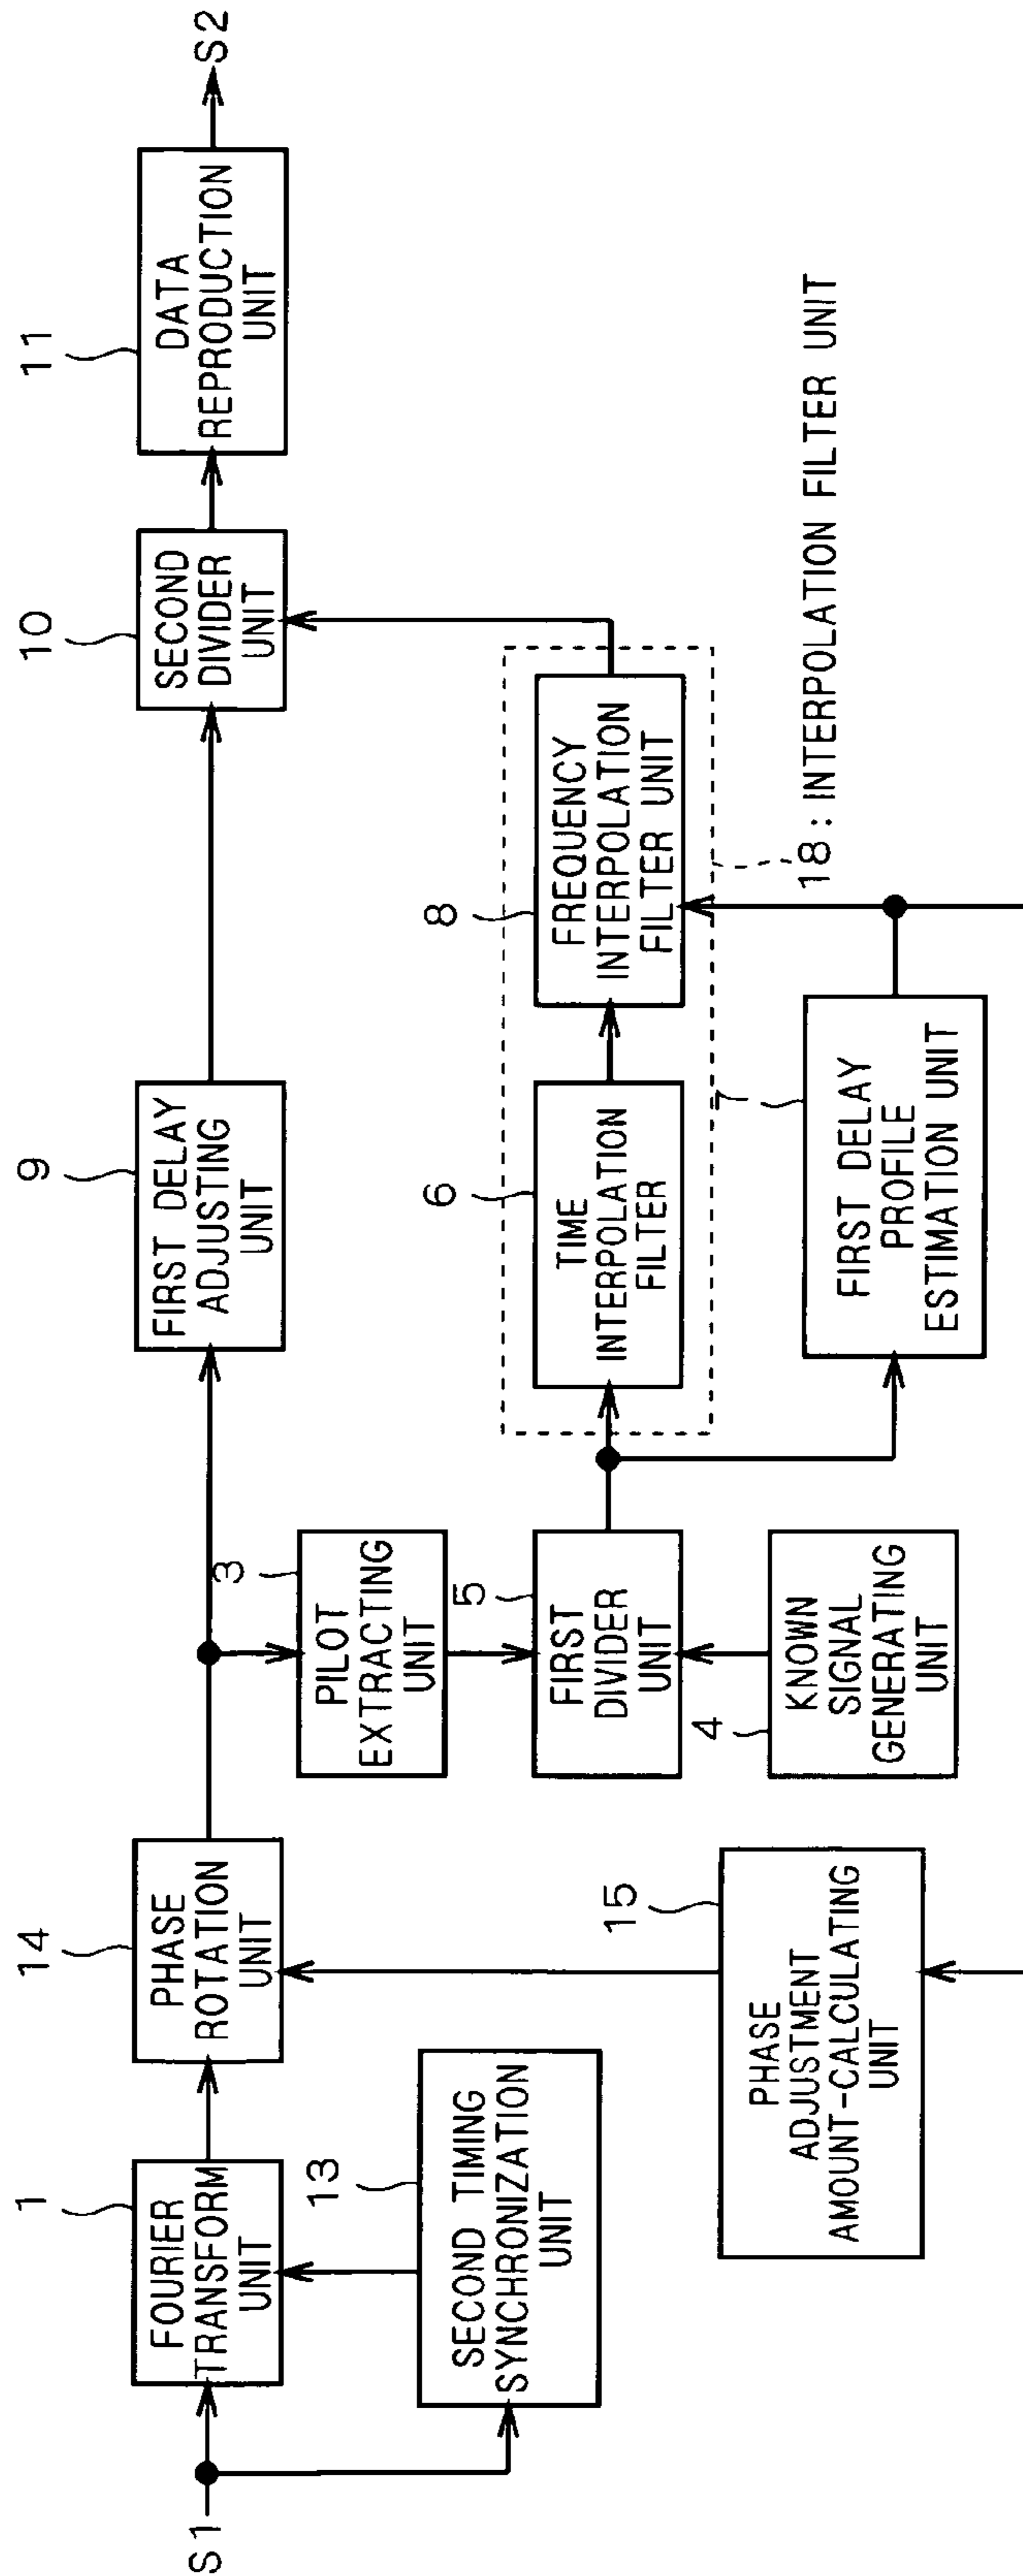 S1
1
FOURIER
TRANSFORM
UNIT
13
SECOND TIMING
SYNCHRONIZATION
UNIT
14
PHASE
ROTATION
UNIT
15
PHASE
ADJUSTMENT
AMOUNT-CALCULATING
UNIT
3
PILOT
EXTRACTING
UNIT
5
FIRST
DIVIDER
UNIT
4
KNOWN
SIGNAL
GENERATING
UNIT
9
FIRST DELAY
ADJUSTING
UNIT
6
TIME
INTERPOLATION
FILTER
7
FIRST DELAY
PROFILE
ESTIMATION UNIT
8
FREQUENCY
INTERPOLATION
FILTER UNIT
18: INTERPOLATION FILTER UNIT
10
SECOND
DIVIDER
UNIT
11
DATA
REPRODUCTION
UNIT
S2